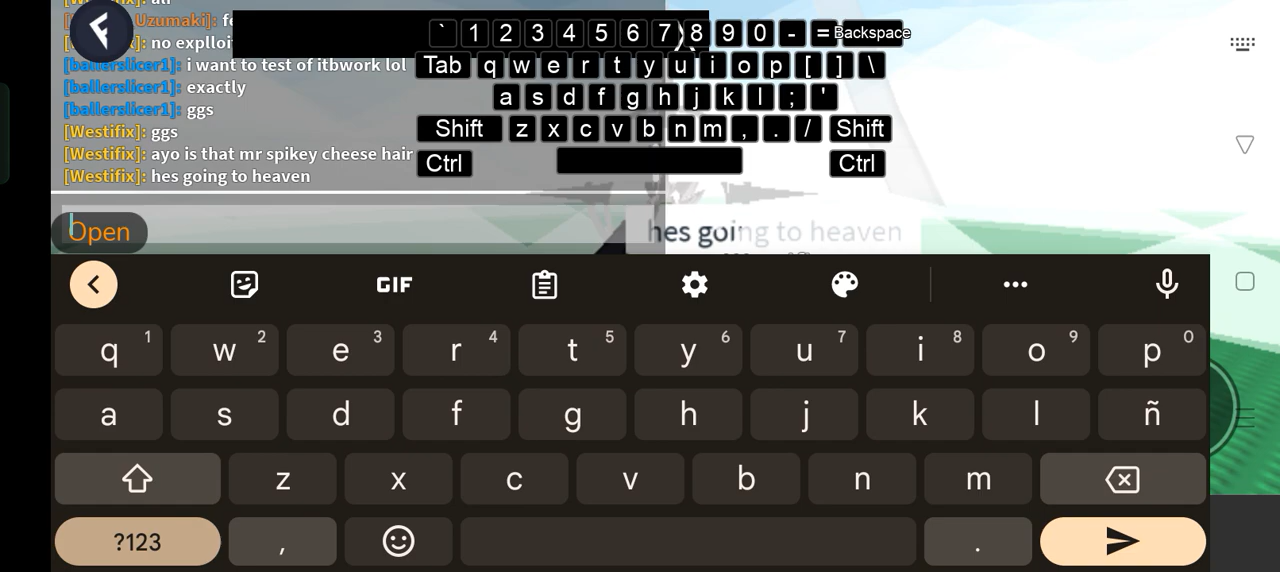 Uzumaki]: fe
no exploit
[ballerslicer1]: i want to test of itbwork lol
[ballerslicer1]: exactly
[ballerslicer1]: ggs
[Westifix]: ggs
[Westifix]: ayo is that mr spikey cheese hair
[Westifix]: hes going to heaven
` 1 2 3 4 5 6 7 8 9 0 - = Backspace
Tab q w e r t y u i o p [ ] \
a s d f g h j k l ; '
Shift z x c v b n m , . / Shift
Ctrl Ctrl
Open
hes going to heaven
GIF
q 1 w 2 e 3 r 4 t 5 y 6 u 7 i 8 o 9 p 0
a s d f g h j k l ñ
z x c v b n m
?123 , .